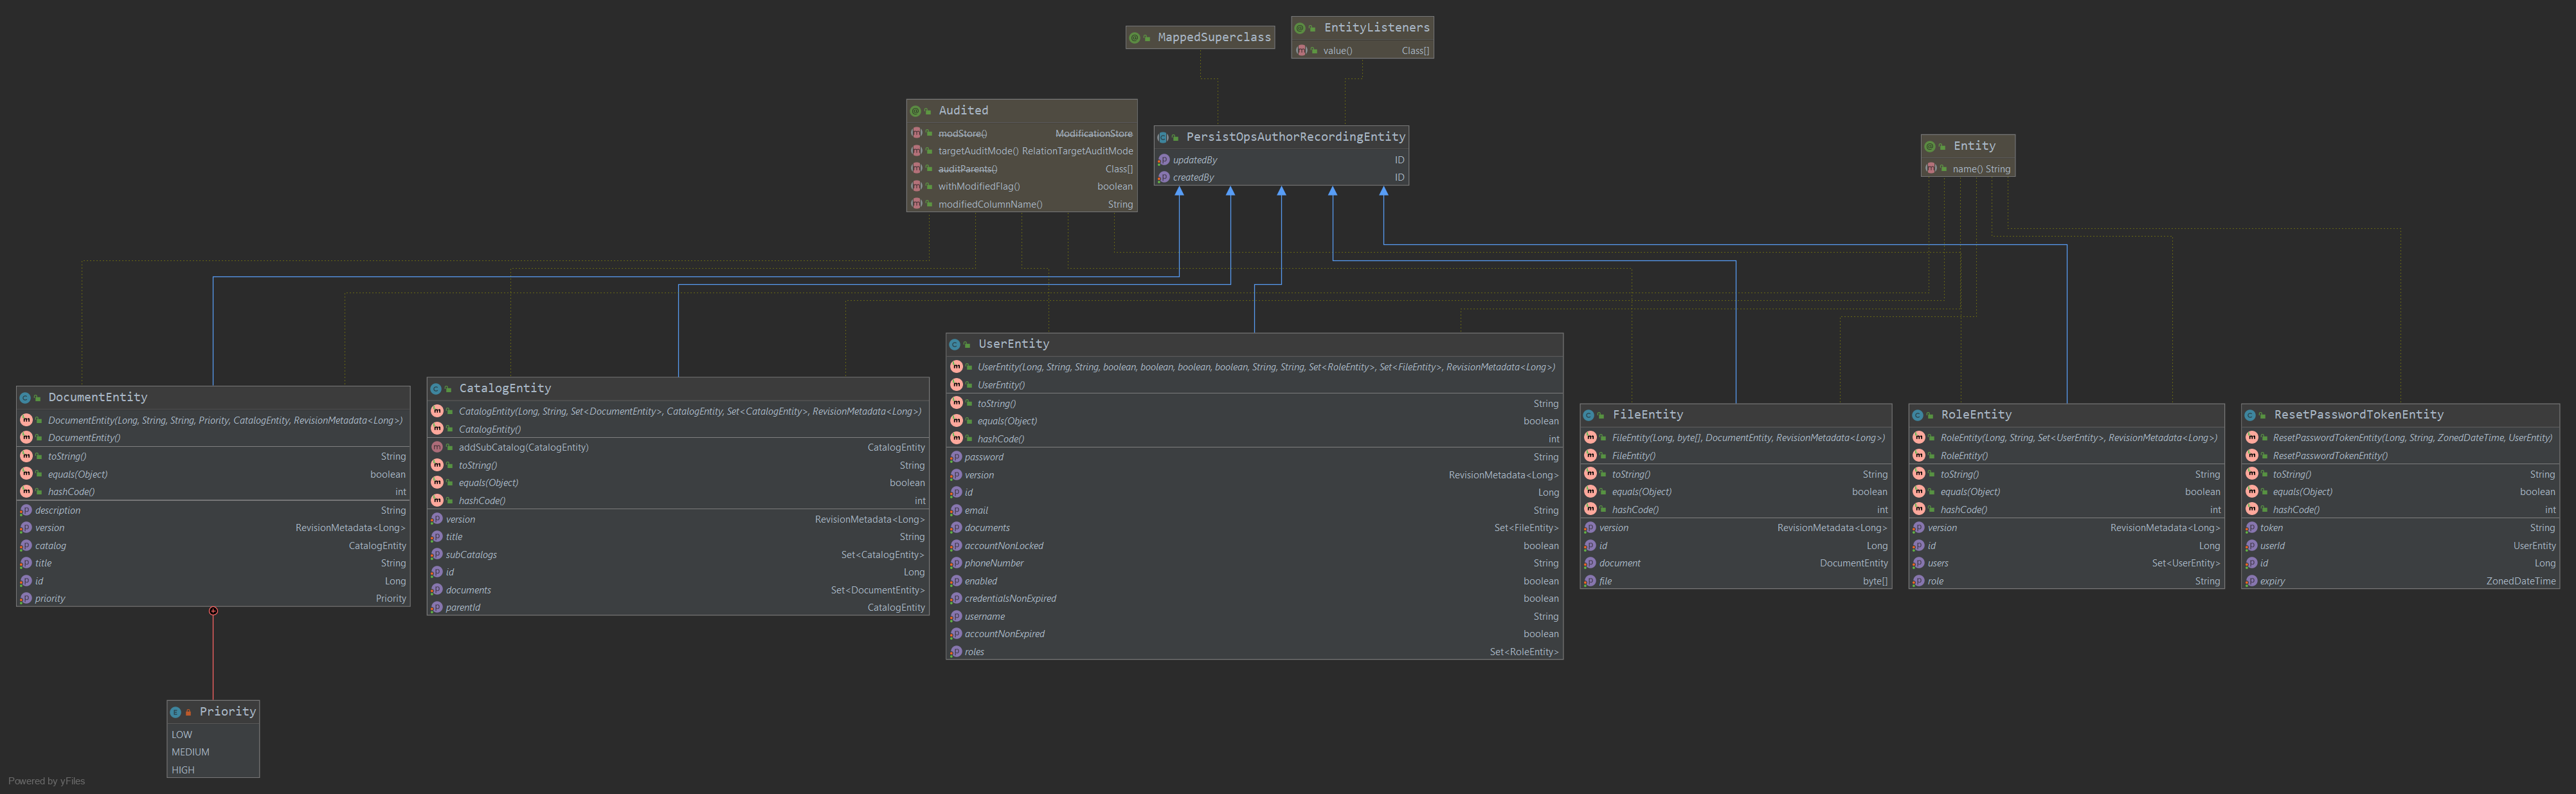 MappedSuperclass
EntityListeners
value() Class[]
Audited
modStore() ModificationStore
targetAuditMode() RelationTargetAuditMode
auditParents() Class[]
withModifiedFlag() boolean
modifiedColumnName() String
PersistOpsAuthorRecordingEntity
updatedBy ID
createdBy ID
Entity
name() String
DocumentEntity
DocumentEntity(Long, String, String, Priority, CatalogEntity, RevisionMetadata<Long>)
DocumentEntity()
toString() String
equals(Object) boolean
hashCode() int
description String
version RevisionMetadata<Long>
catalog CatalogEntity
title String
id Long
priority Priority
CatalogEntity
CatalogEntity(Long, String, Set<DocumentEntity>, CatalogEntity, Set<CatalogEntity>, RevisionMetadata<Long>)
CatalogEntity()
addSubCatalog(CatalogEntity) CatalogEntity
toString() String
equals(Object) boolean
hashCode() int
version RevisionMetadata<Long>
title String
subCatalogs Set<CatalogEntity>
id Long
documents Set<DocumentEntity>
parentId CatalogEntity
UserEntity
UserEntity(Long, String, String, boolean, boolean, boolean, boolean, String, String, Set<RoleEntity>, Set<FileEntity>, RevisionMetadata<Long>)
UserEntity()
toString() String
equals(Object) boolean
hashCode() int
password String
version RevisionMetadata<Long>
id Long
email String
documents Set<FileEntity>
accountNonLocked boolean
phoneNumber String
enabled boolean
credentialsNonExpired boolean
username String
accountNonExpired boolean
roles Set<RoleEntity>
FileEntity
FileEntity(Long, byte[], DocumentEntity, RevisionMetadata<Long>)
FileEntity()
toString() String
equals(Object) boolean
hashCode() int
version RevisionMetadata<Long>
id Long
document DocumentEntity
file byte[]
RoleEntity
RoleEntity(Long, String, Set<UserEntity>, RevisionMetadata<Long>)
RoleEntity()
toString() String
equals(Object) boolean
hashCode() int
version RevisionMetadata<Long>
id Long
users Set<UserEntity>
role String
ResetPasswordTokenEntity
ResetPasswordTokenEntity(Long, String, ZonedDateTime, UserEntity)
ResetPasswordTokenEntity()
toString() String
equals(Object) boolean
hashCode() int
token String
userId UserEntity
id Long
expiry ZonedDateTime
Priority
LOW
MEDIUM
HIGH
Powered by yFiles